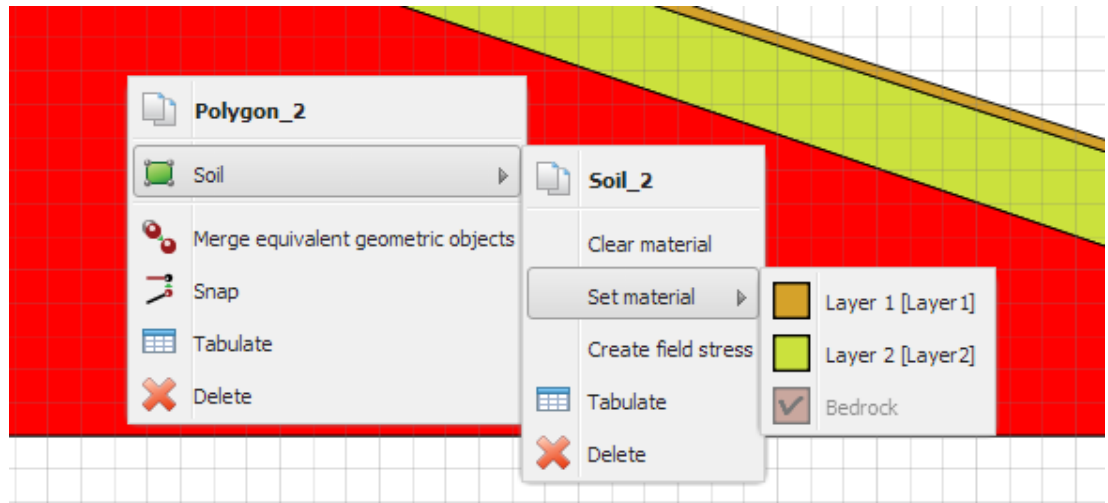 Polygon_2
Soil
Merge equivalent geometric objects
Snap
Tabulate
Delete
Soil_2
Clear material
Set material
Create field stress
Tabulate
Delete
Layer 1 [Layer1]
Layer 2 [Layer2]
Bedrock